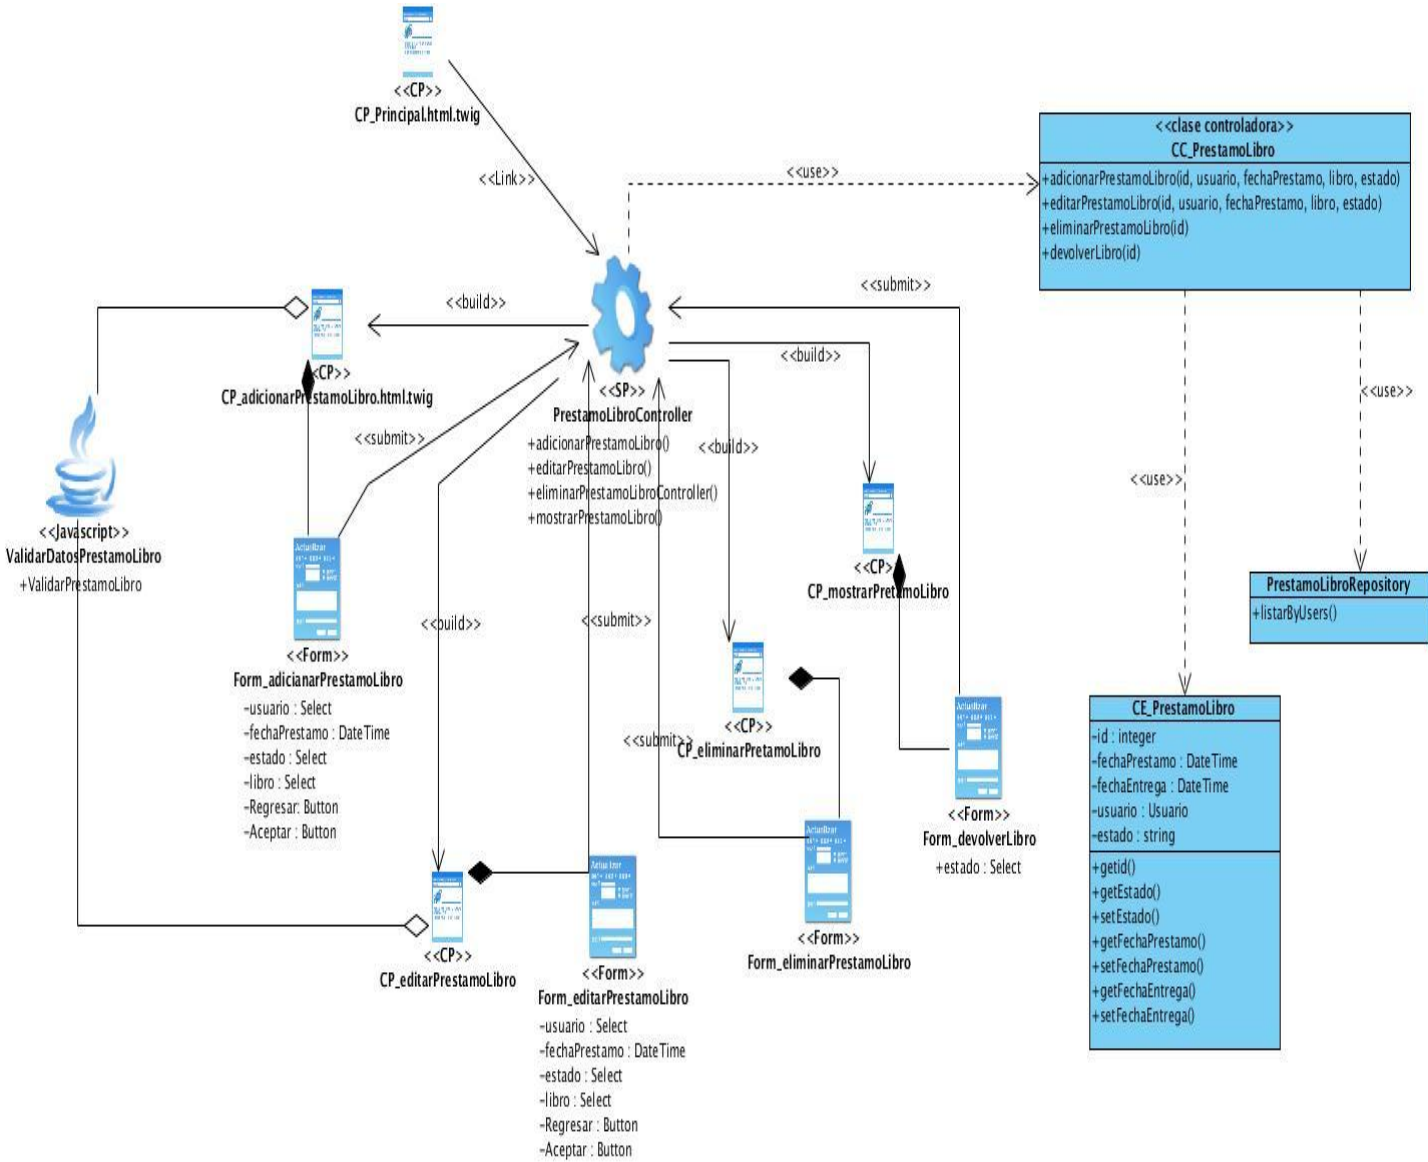 <<CP>>
CP_Principal.html.twig
<<Link>>
<<use>>
<<clase controladora>>
CC_PrestamoLibro
+adicionarPrestamoLibro(id, usuario, fechaPrestamo, libro, estado)
+editarPrestamoLibro(id, usuario, fechaPrestamo, libro, estado)
+eliminarPrestamoLibro(id)
+devolverLibro(id)
<<build>>
<<submit>>
<<build>>
<<CP>>
CP_adicionarPrestamoLibro.html.twig
<<submit>>
<<SP>>
PrestamoLibroController
+adicionarPrestamoLibro()
+editarPrestamoLibro()
+eliminarPrestamoLibroController()
+mostrarPrestamoLibro()
<<build>>
<<use>>
<<use>>
<<Javascript>>
ValidarDatosPrestamoLibro
+ValidarPrestamoLibro
<<CP>>
CP_mostrarPretamoLibro
PrestamoLibroRepository
+listarByUsers()
<<build>>
<<submit>>
Actualizar
<<Form>>
Form_adicianarPrestamoLibro
-usuario : Select
-fechaPrestamo : DateTime
-estado : Select
-libro : Select
-Regresar: Button
-Aceptar : Button
<<submit>>
<<CP>>
CP_eliminarPretamoLibro
Actualizar
<<Form>>
Form_devolverLibro
+estado : Select
CE_PrestamoLibro
-id : integer
-fechaPrestamo : DateTime
-fechaEntrega : DateTime
-usuario : Usuario
-estado : string
+getid()
+getEstado()
+setEstado()
+getFechaPrestamo()
+setFechaPrestamo()
+getFechaEntrega()
+setFechaEntrega()
Actualizar
<<Form>>
Form_eliminarPrestamoLibro
<<CP>>
CP_editarPrestamoLibro
Actualizar
<<Form>>
Form_editarPrestamoLibro
-usuario : Select
-fechaPrestamo : DateTime
-estado : Select
-libro : Select
-Regresar : Button
-Aceptar : Button